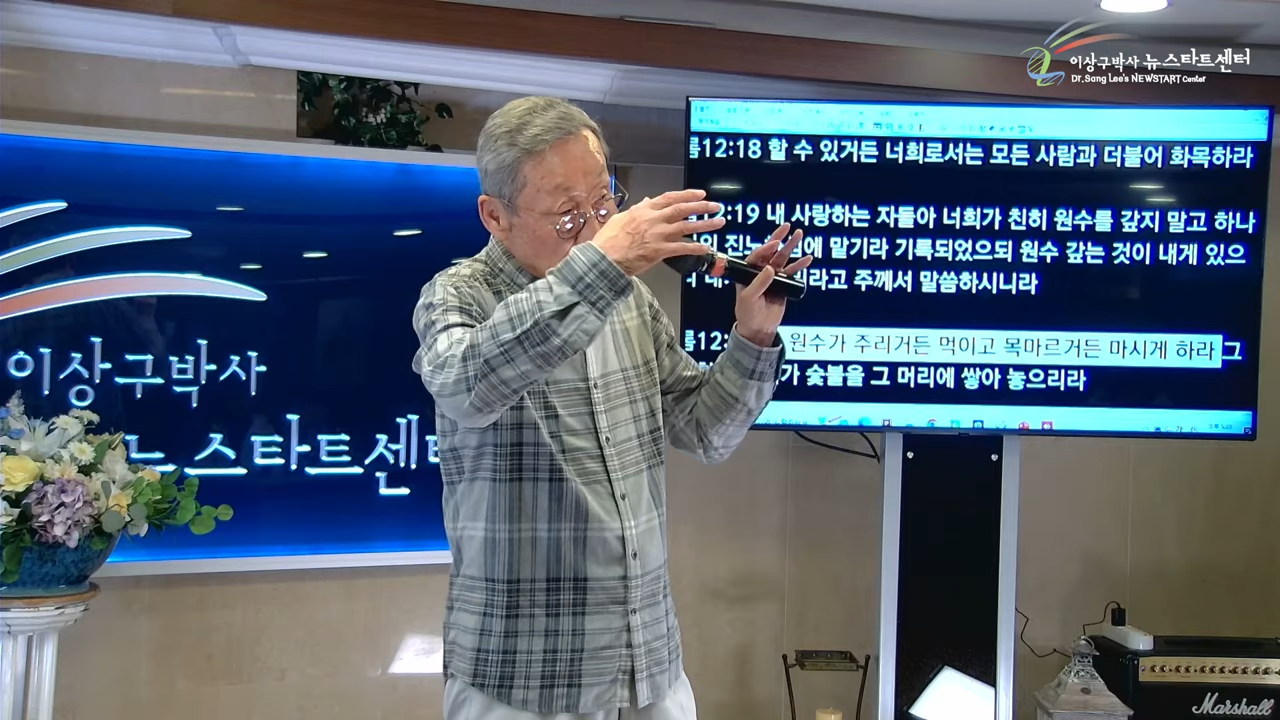 이상구박사 뉴스타트센터
Dr. Sang Lee's NEWSTART Center
12:18 할 수 있거든 너희로서는 모든 사람과 더불어 화목하라
12:19 내 사랑하는 자들아 너희가 친히 원수를 갚지 말고 하나
맡기라 기록되었으되 원수 갚는 것이 내게 있으
라고 주께서 말씀하시니라
12: 원수가 주리거든 먹이고 목마르거든 마시게 하라 그
숯불을 그 머리에 쌓아 놓으리라
이상구박사
뉴스타트센
Marshall